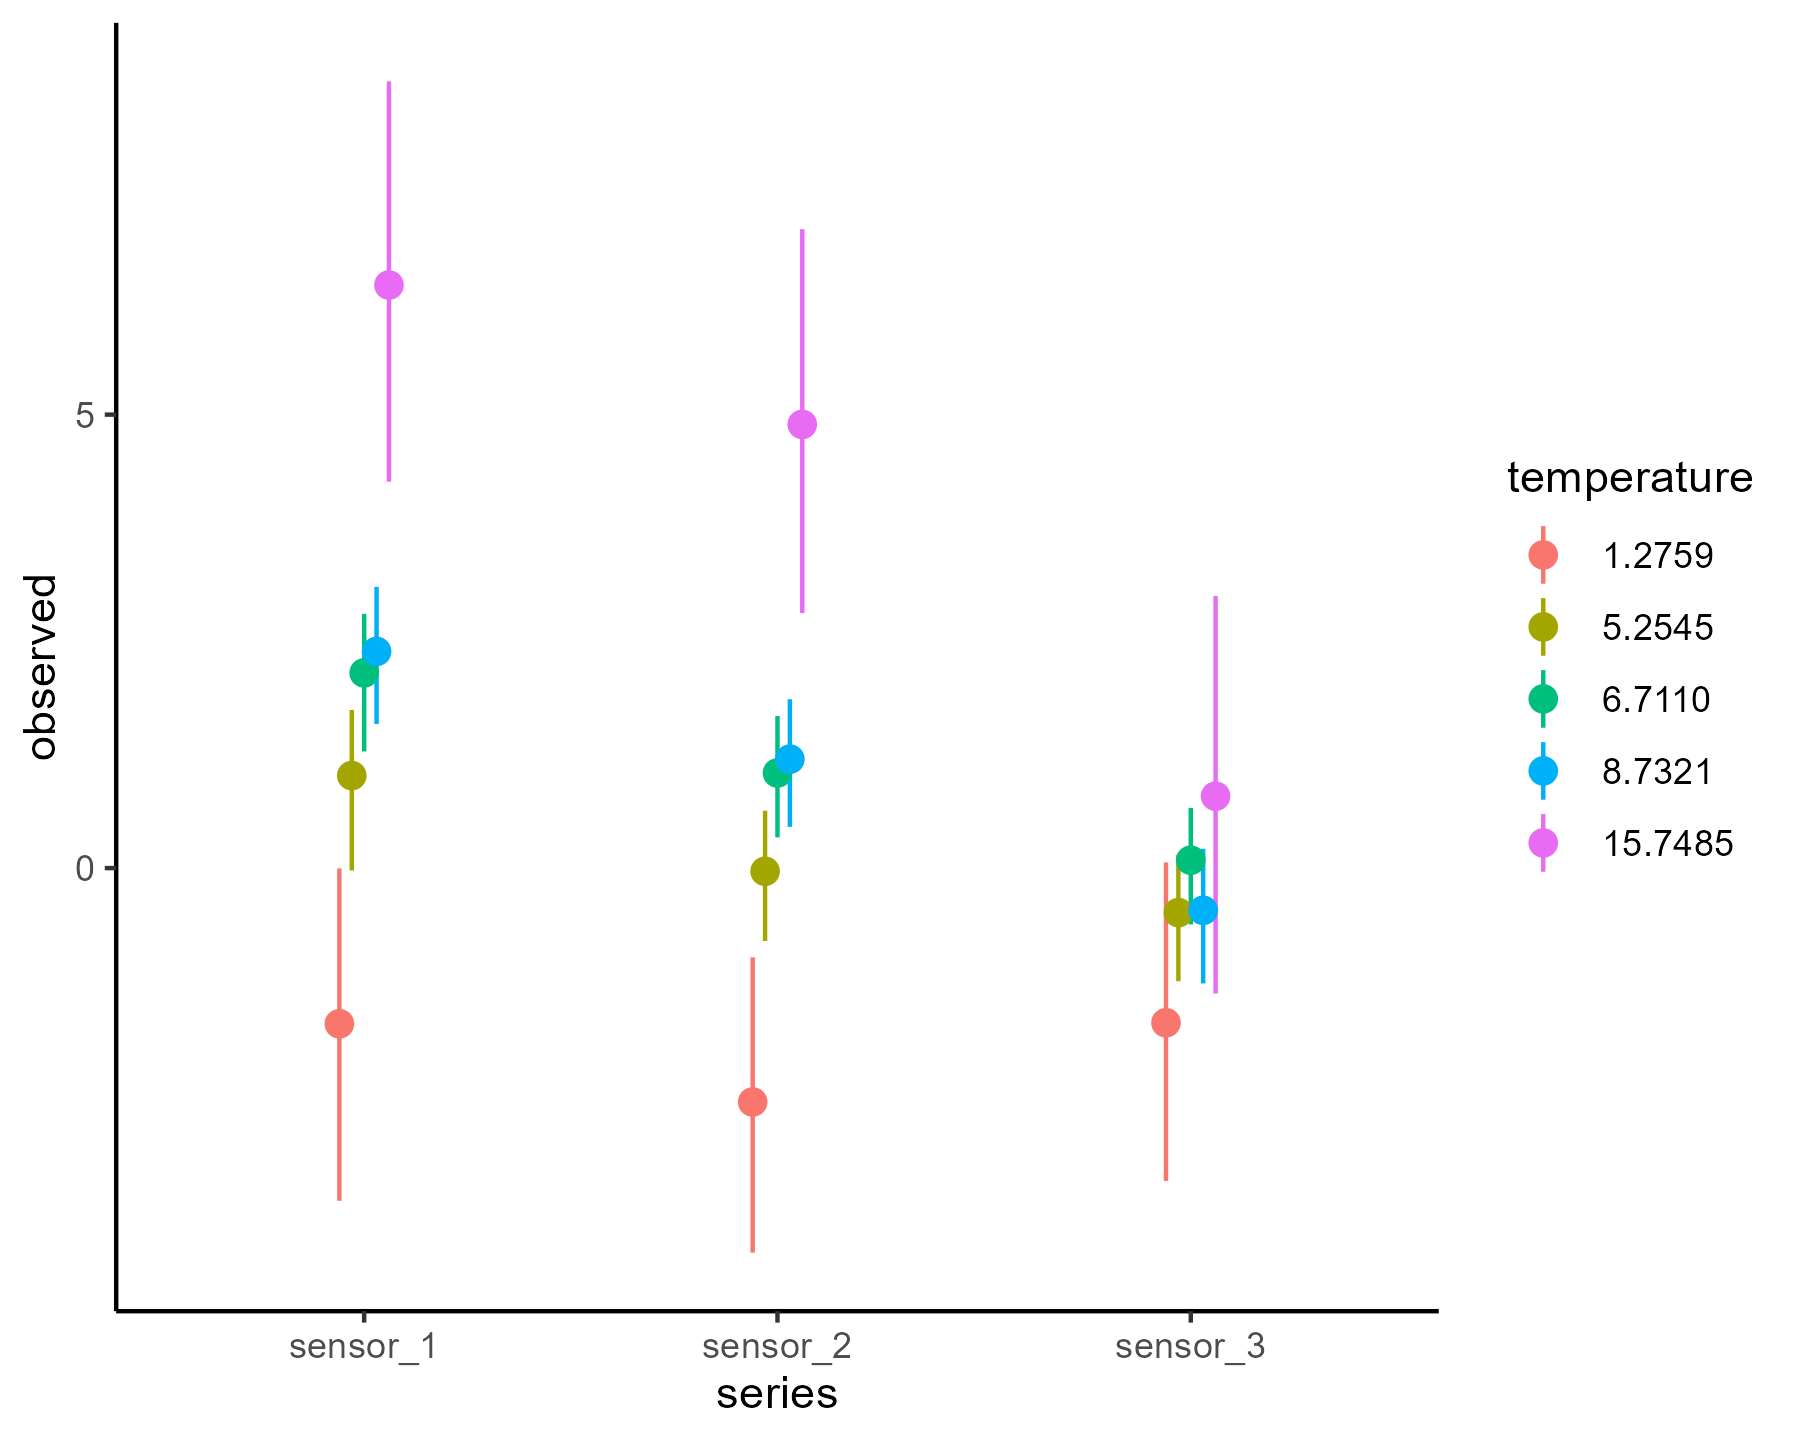 observed
5
0
sensor_1
sensor_2
sensor_3
series
temperature
1.2759
5.2545
6.7110
8.7321
15.7485